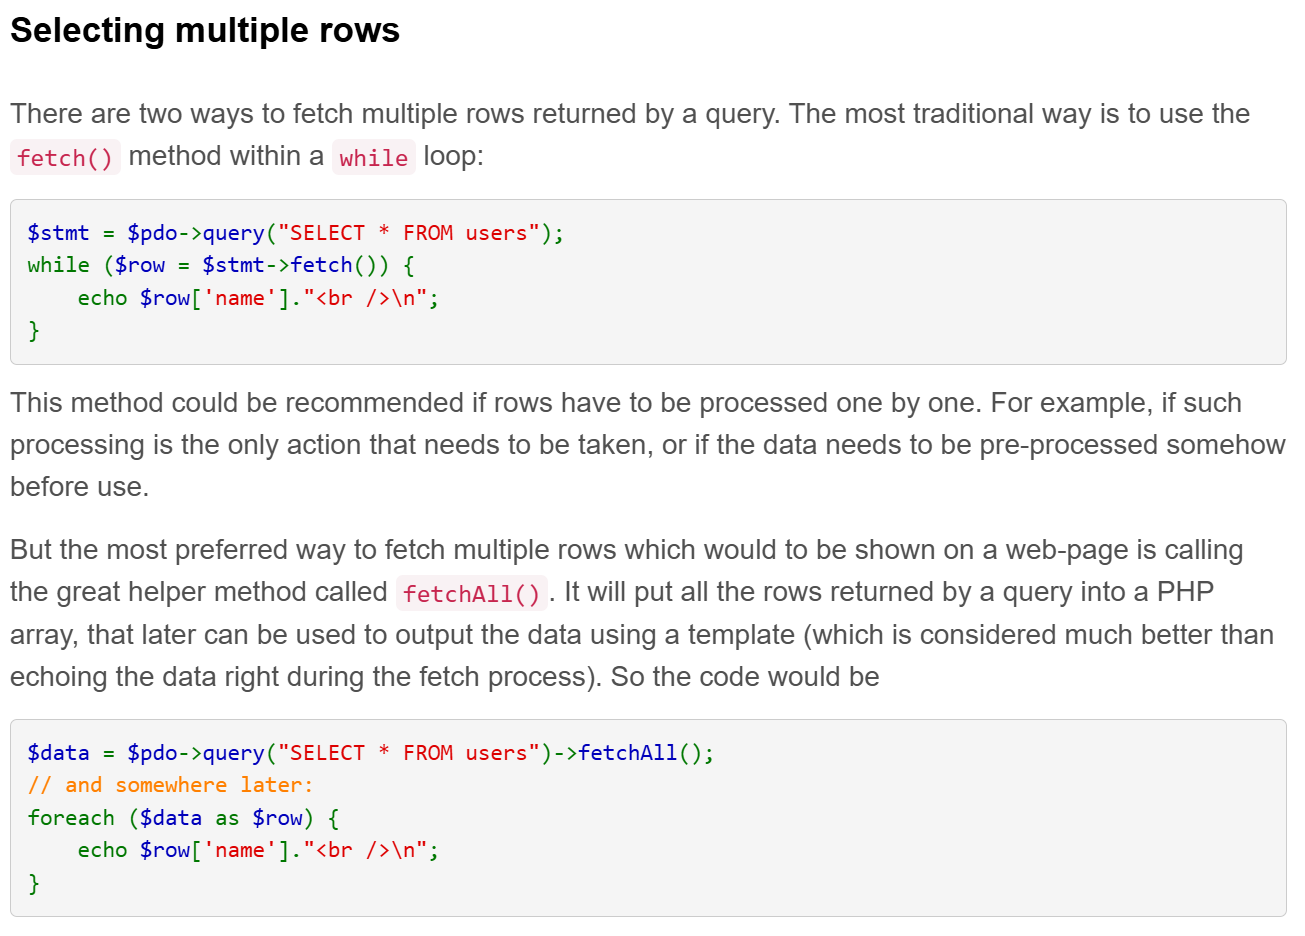 Selecting multiple rows
There are two ways to fetch multiple rows returned by a query. The most traditional way is to use the
fetch() method within a while loop:
$stmt = $pdo->query("SELECT * FROM users");
while ($row = $stmt->fetch()) {
    echo $row['name']."<br />\n";
}
This method could be recommended if rows have to be processed one by one. For example, if such
processing is the only action that needs to be taken, or if the data needs to be pre-processed somehow
before use.
But the most preferred way to fetch multiple rows which would to be shown on a web-page is calling
the great helper method called fetchAll(). It will put all the rows returned by a query into a PHP
array, that later can be used to output the data using a template (which is considered much better than
echoing the data right during the fetch process). So the code would be
$data = $pdo->query("SELECT * FROM users")->fetchAll();
// and somewhere later:
foreach ($data as $row) {
    echo $row['name']."<br />\n";
}